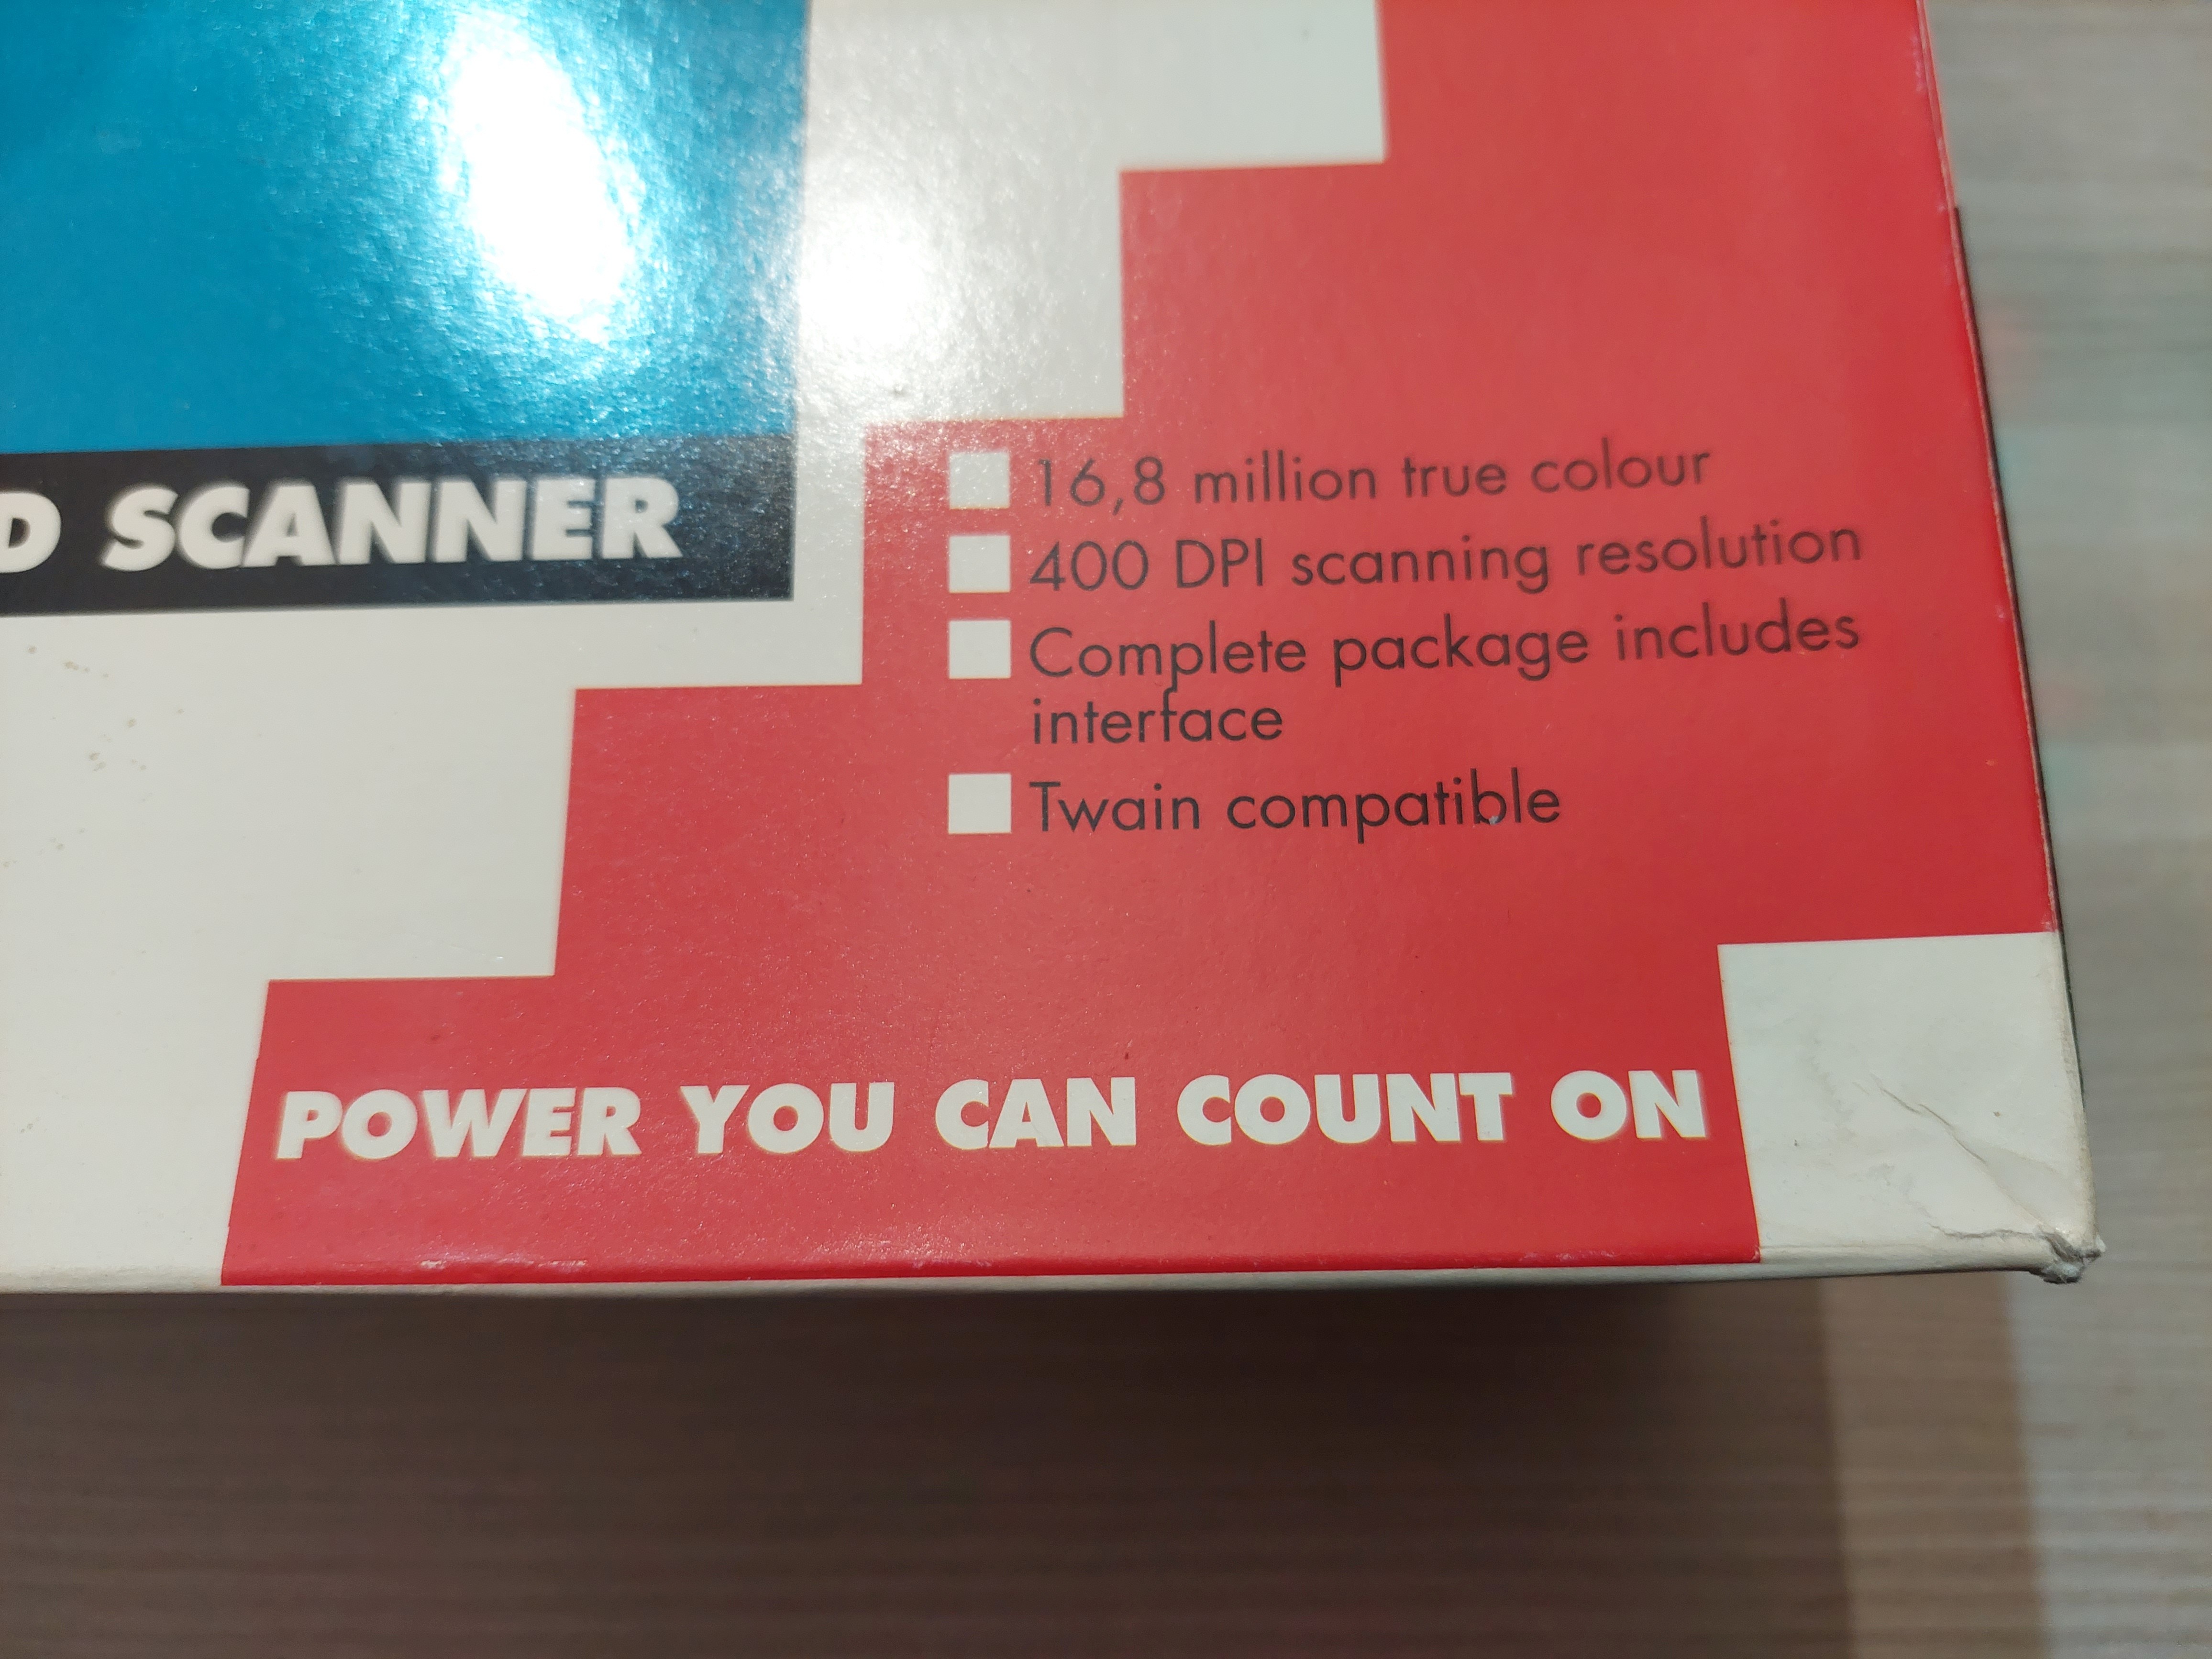 D SCANNER
16,8 million true colour
400 DPI scanning resolution
Complete package includes
interface
Twain compatible
POWER YOU CAN COUNT ON